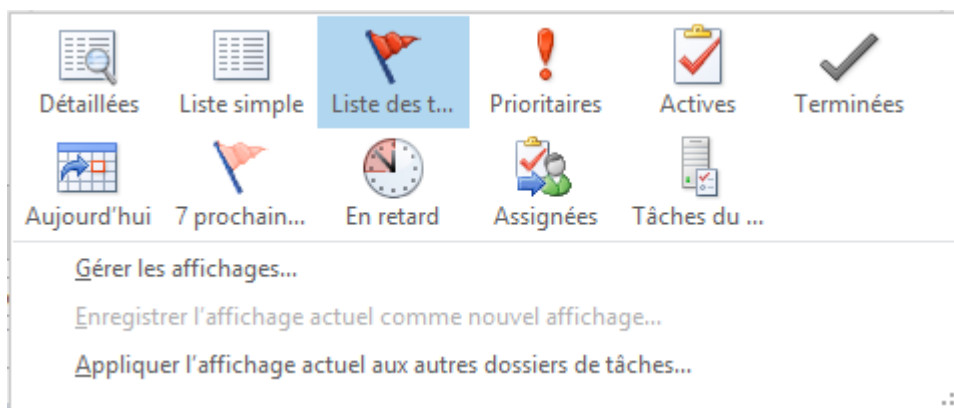 Détaillées Liste simple Liste des t... Prioritaires Actives Terminées
Aujourd'hui 7 prochain... En retard Assignées Tâches du ...
Gérer les affichages...
Enregistrer l'affichage actuel comme nouvel affichage...
Appliquer l'affichage actuel aux autres dossiers de tâches...